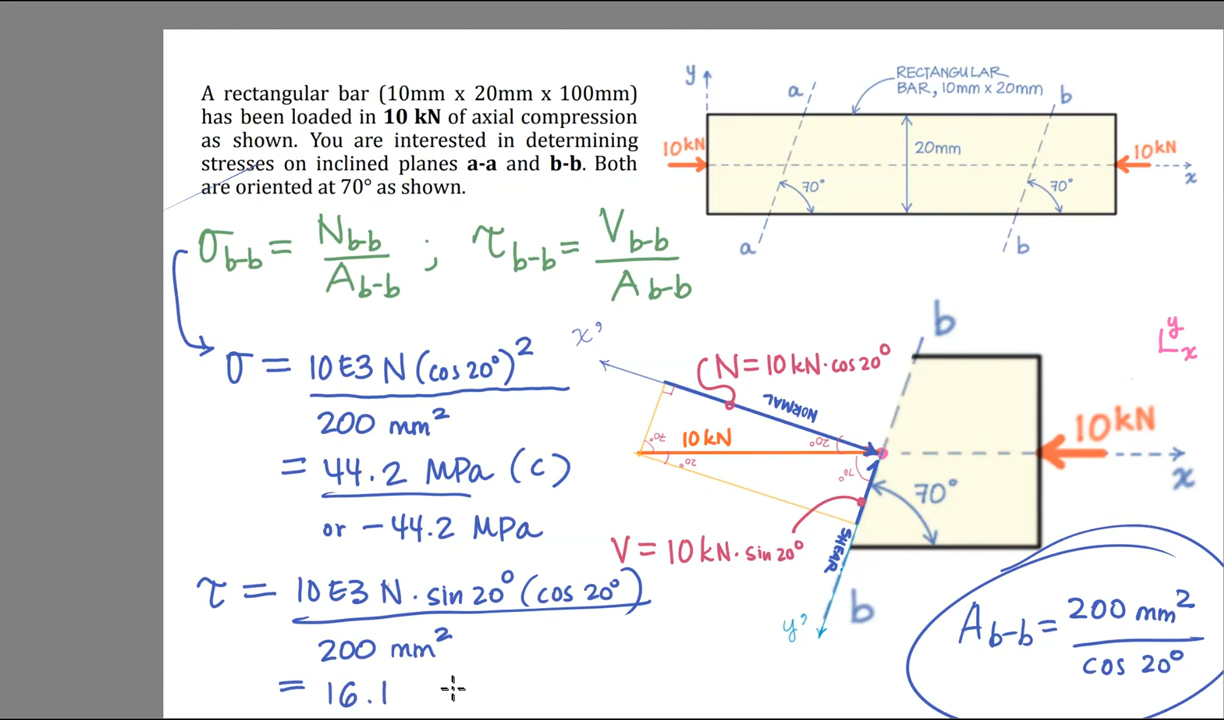 A rectangular bar (10mm x 20mm x 100mm)
has been loaded in 10 kN of axial compression
as shown. You are interested in determining
stresses on inclined planes a-a and b-b. Both
are oriented at 70° as shown.
y
a
RECTANGULAR
BAR, 10mm x 20mm
b
10kN
20mm
10kN
x
70°
70°
a
b
σb-b = Nb-b / Ab-b ; τb-b = Vb-b / Ab-b
σ = 10E3 N (cos 20°)²
200 mm²
= 44.2 MPa (C)
or -44.2 MPa
τ = 10E3 N · sin 20° (cos 20°)
200 mm²
= 16.1
x'
N = 10 kN · cos 20°
NORMAL
10 kN
70°
20°
20°
70°
V = 10 kN · sin 20°
SHEAR
y'
b
70°
10kN
x
b
y
x
Ab-b = 200 mm² / cos 20°